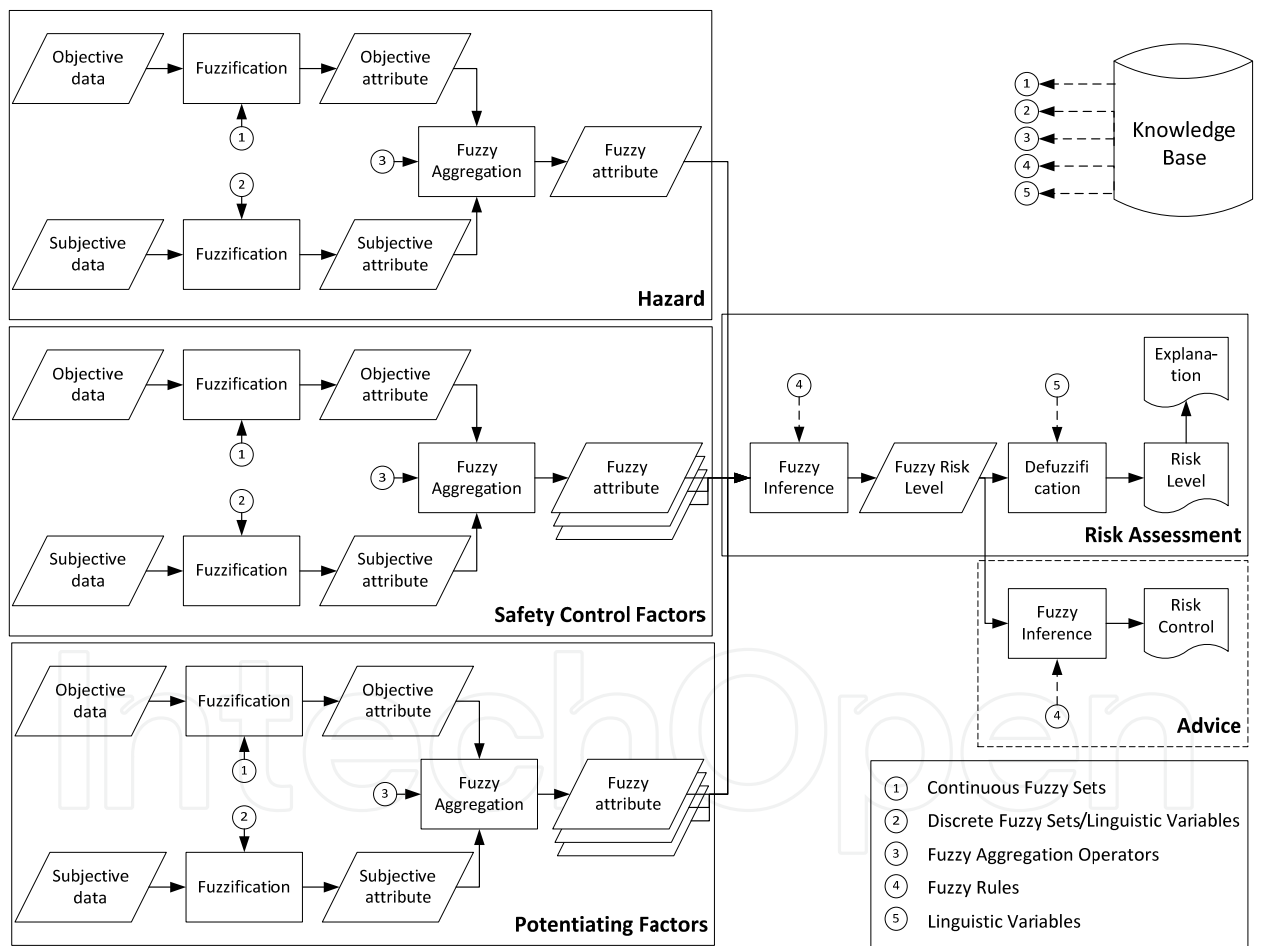 Objective
data
Fuzzification
Objective
attribute
1
3
Fuzzy
Aggregation
Fuzzy
attribute
2
Subjective
data
Fuzzification
Subjective
attribute
Hazard
1
2
3
4
5
Knowledge
Base
Objective
data
Fuzzification
Objective
attribute
1
3
Fuzzy
Aggregation
Fuzzy
attribute
2
Subjective
data
Fuzzification
Subjective
attribute
Safety Control Factors
4
Fuzzy
Inference
Fuzzy Risk
Level
5
Defuzzifi
cation
Explana-
tion
Risk
Level
Risk Assessment
Fuzzy
Inference
Risk
Control
4
Advice
Objective
data
Fuzzification
Objective
attribute
1
3
Fuzzy
Aggregation
Fuzzy
attribute
2
Subjective
data
Fuzzification
Subjective
attribute
Potentiating Factors
1 Continuous Fuzzy Sets
2 Discrete Fuzzy Sets/Linguistic Variables
3 Fuzzy Aggregation Operators
4 Fuzzy Rules
5 Linguistic Variables
IntechOpen